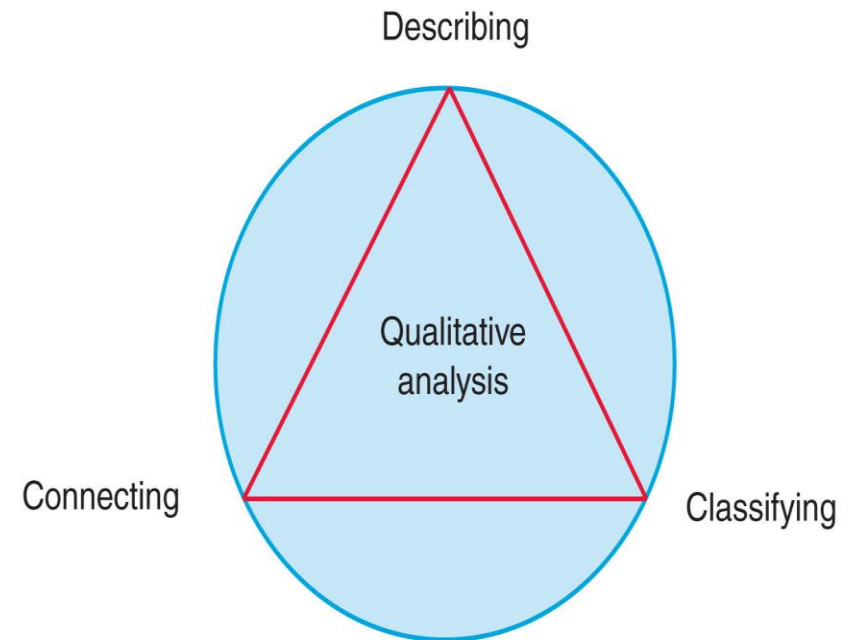 Describing
Qualitative
analysis
Connecting
Classifying